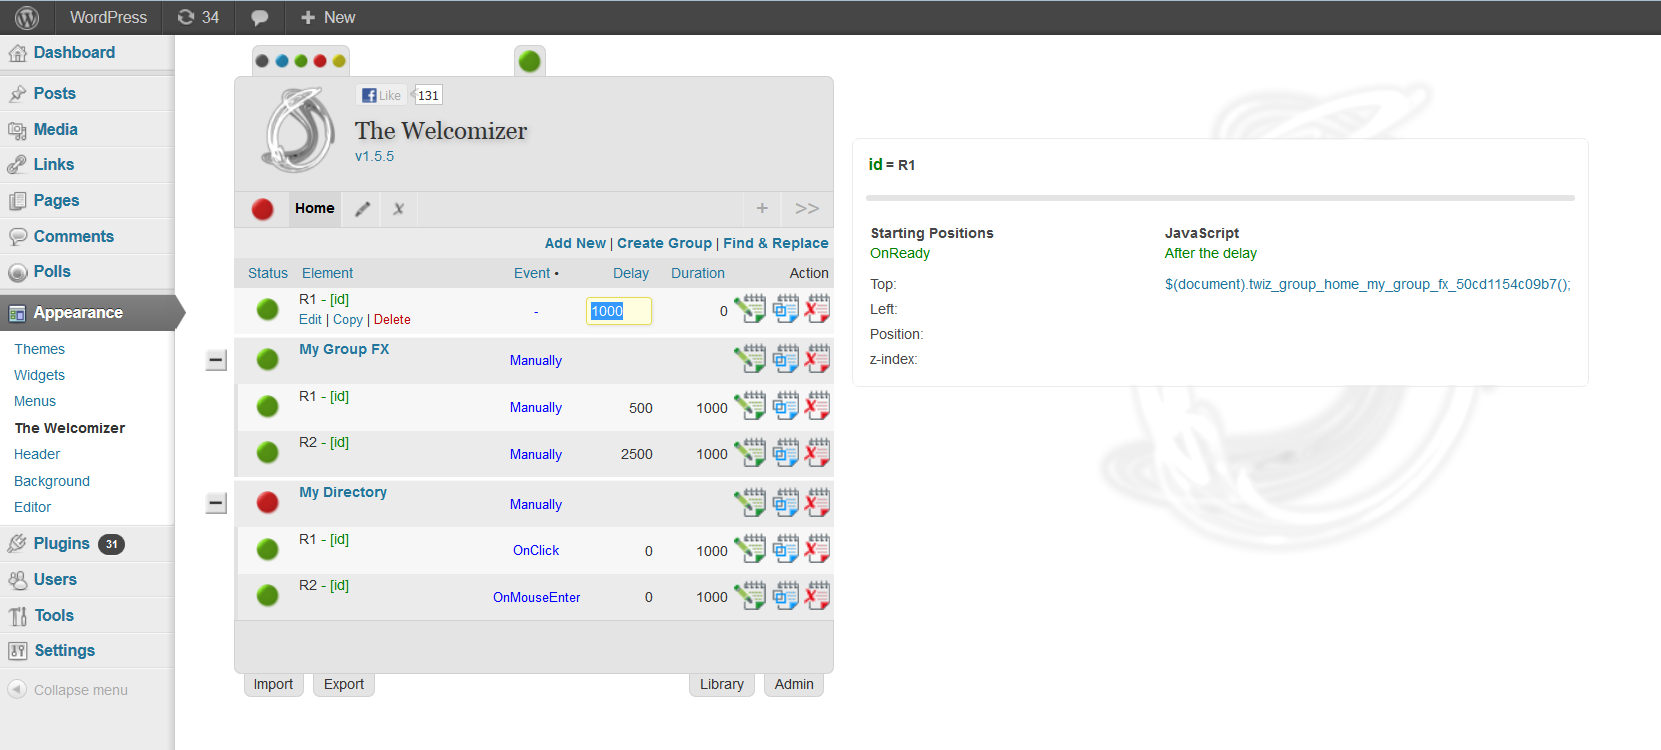 WordPress 34 New
Dashboard
Posts
Media
Links
Pages
Comments
Polls
Appearance
Themes
Widgets
Menus
The Welcomizer
Header
Background
Editor
Plugins 31
Users
Tools
Settings
Collapse menu
Like 131
The Welcomizer
v1.5.5
Home X + >>
Add New | Create Group | Find & Replace
Status Element Event • Delay Duration Action
R1 - [id] - 1000 0
Edit | Copy | Delete
My Group FX Manually
R1 - [id] Manually 500 1000
R2 - [id] Manually 2500 1000
My Directory Manually
R1 - [id] OnClick 0 1000
R2 - [id] OnMouseEnter 0 1000
Import Export Library Admin
id = R1
Starting Positions JavaScript
OnReady After the delay
Top: $(document).twiz_group_home_my_group_fx_50cd1154c09b7();
Left:
Position:
z-index: